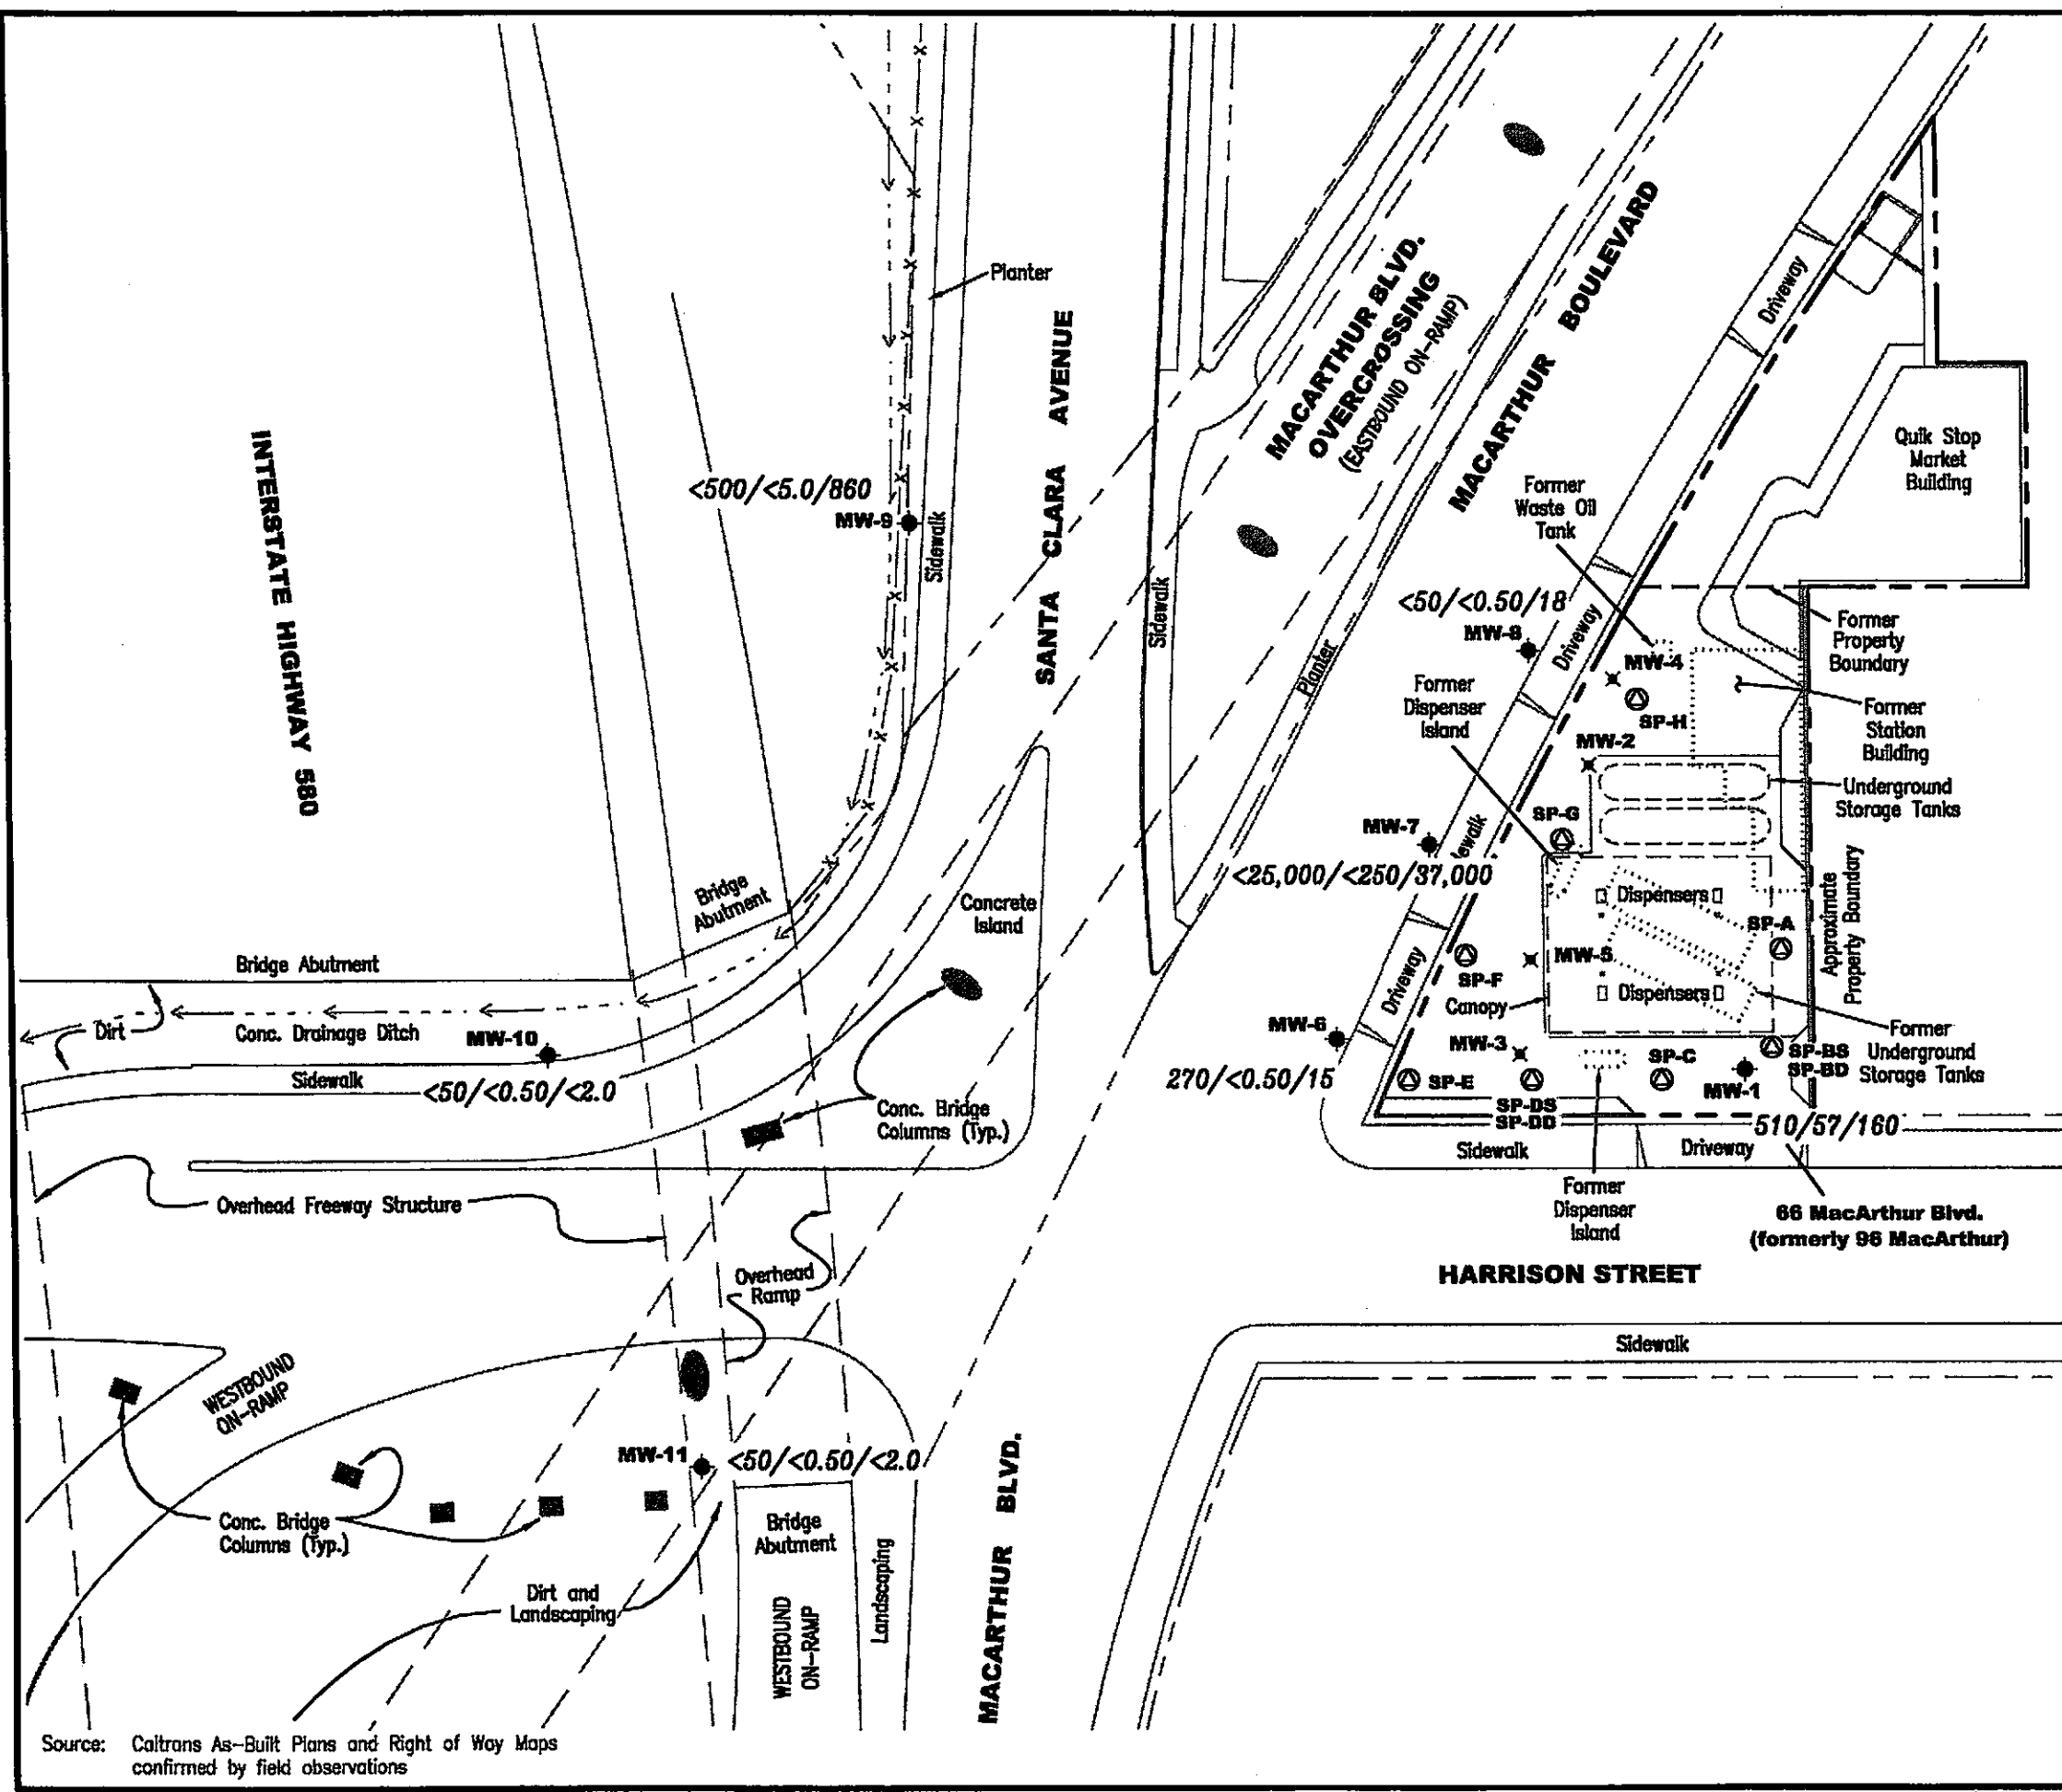 Planter
INTERSTATE HIGHWAY 580
SANTA CLARA AVENUE
MACARTHUR BLVD.
OVERCROSSING
(EASTBOUND ON-RAMP)
MACARTHUR BOULEVARD
Driveway
Quik Stop
Market
Building
Former
Waste Oil
Tank
<500/<5.0/860
MW-9
Sidewalk
Sidewalk
Planter
<50/<0.50/18
MW-8
Driveway
MW-4
SP-H
Former
Property
Boundary
Former
Dispenser
Island
MW-2
Former
Station
Building
Underground
Storage Tanks
SP-G
MW-7
ewalk
<25,000/<250/37,000
Dispensers
SP-A
Approximate
Property Boundary
Bridge
Abutment
Concrete
Island
Bridge Abutment
Dirt
Conc. Drainage Ditch
MW-10
Sidewalk
<50/<0.50/<2.0
Driveway
SP-F
MW-5
Canopy
Dispensers
MW-6
MW-3
SP-C
SP-BS
SP-BD
Former
Underground
Storage Tanks
270/<0.50/15
SP-E
SP-DS
SP-DD
MW-1
510/57/160
Conc. Bridge
Columns (Typ.)
Sidewalk
Driveway
Former
Dispenser
Island
66 MacArthur Blvd.
(formerly 96 MacArthur)
Overhead Freeway Structure
Overhead
Ramp
HARRISON STREET
Sidewalk
WESTBOUND
ON-RAMP
MW-11
<50/<0.50/<2.0
Conc. Bridge
Columns (Typ.)
Bridge
Abutment
Dirt and
Landscaping
WESTBOUND
ON-RAMP
Landscaping
MACARTHUR BLVD.
Source: Caltrans As-Built Plans and Right of Way Maps
confirmed by field observations